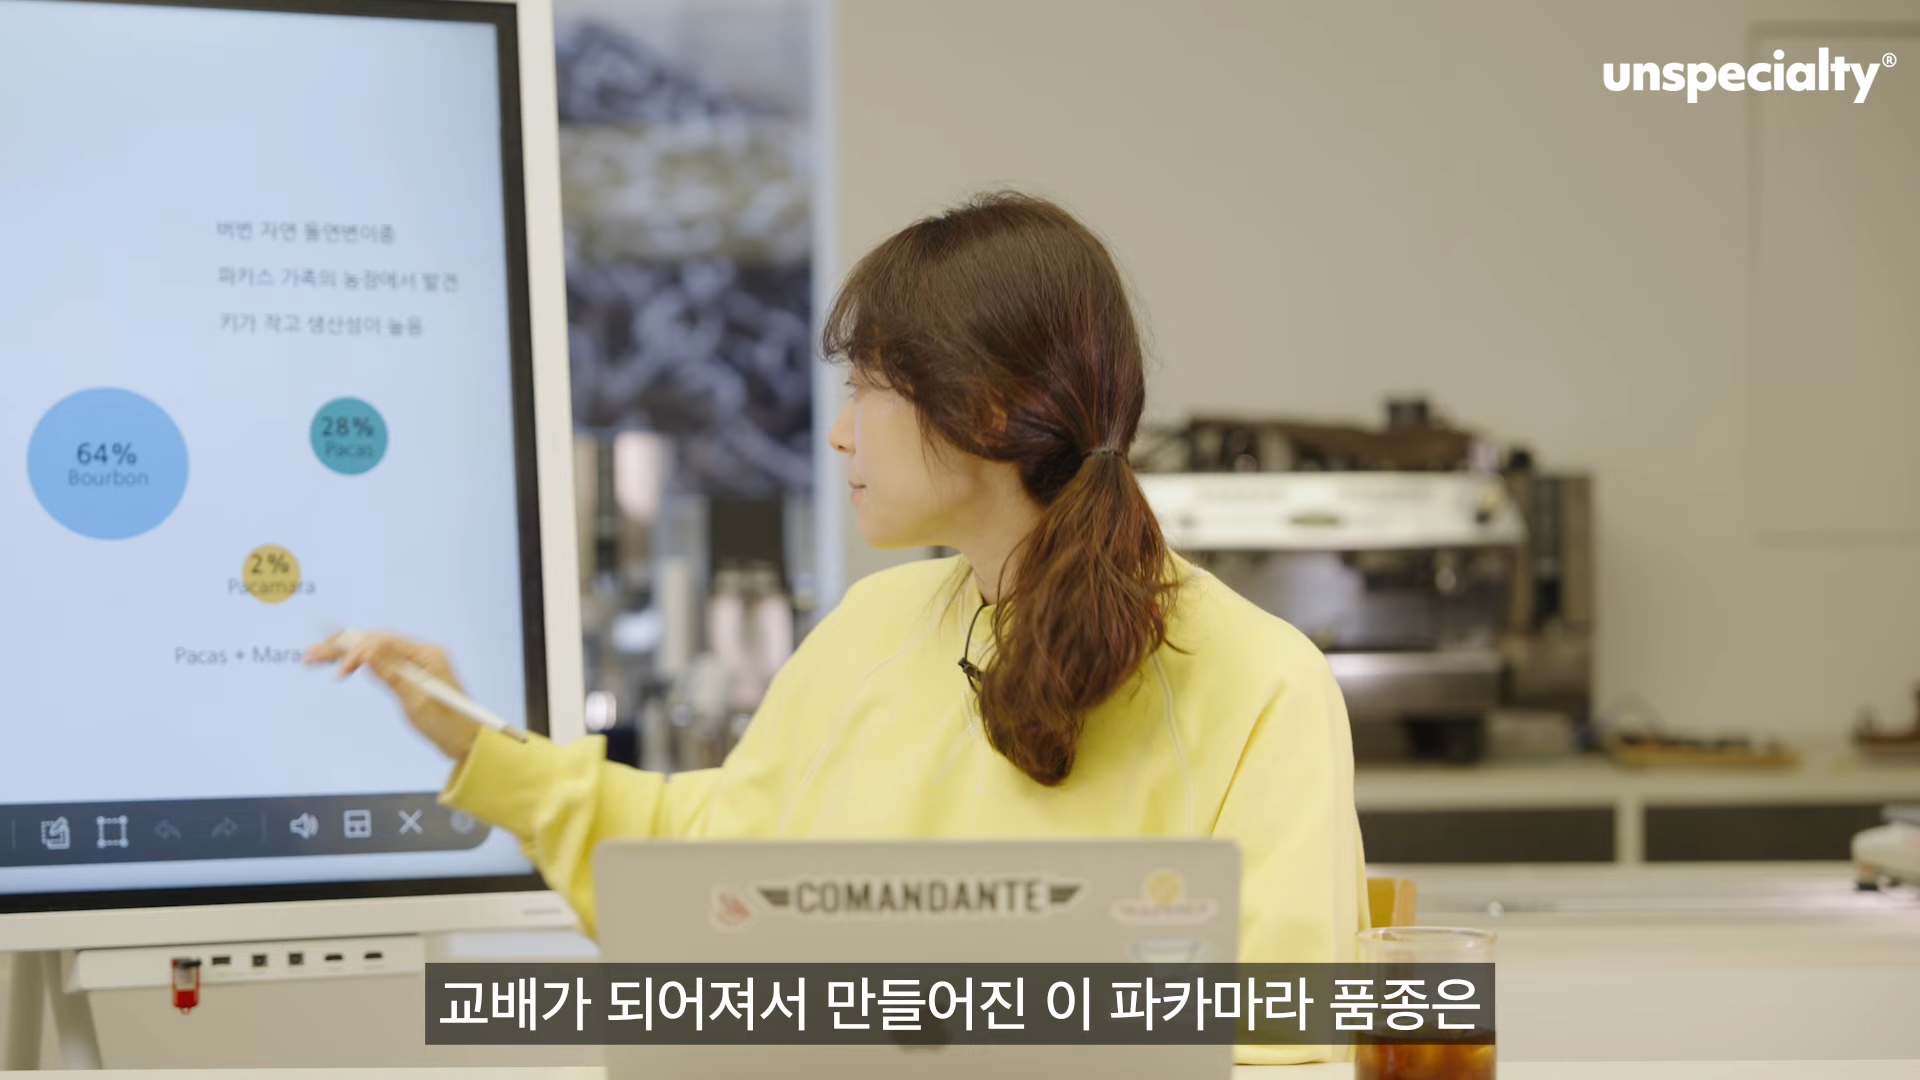 unspecialty®
버번 자연 돌연변이종
파카스 가족의 농장에서 발견
키가 작고 생산성이 높음
64%
Bourbon
28%
Pacas
2%
Pacamara
Pacas + Mara
COMANDANTE
교배가 되어져서 만들어진 이 파카마라 품종은